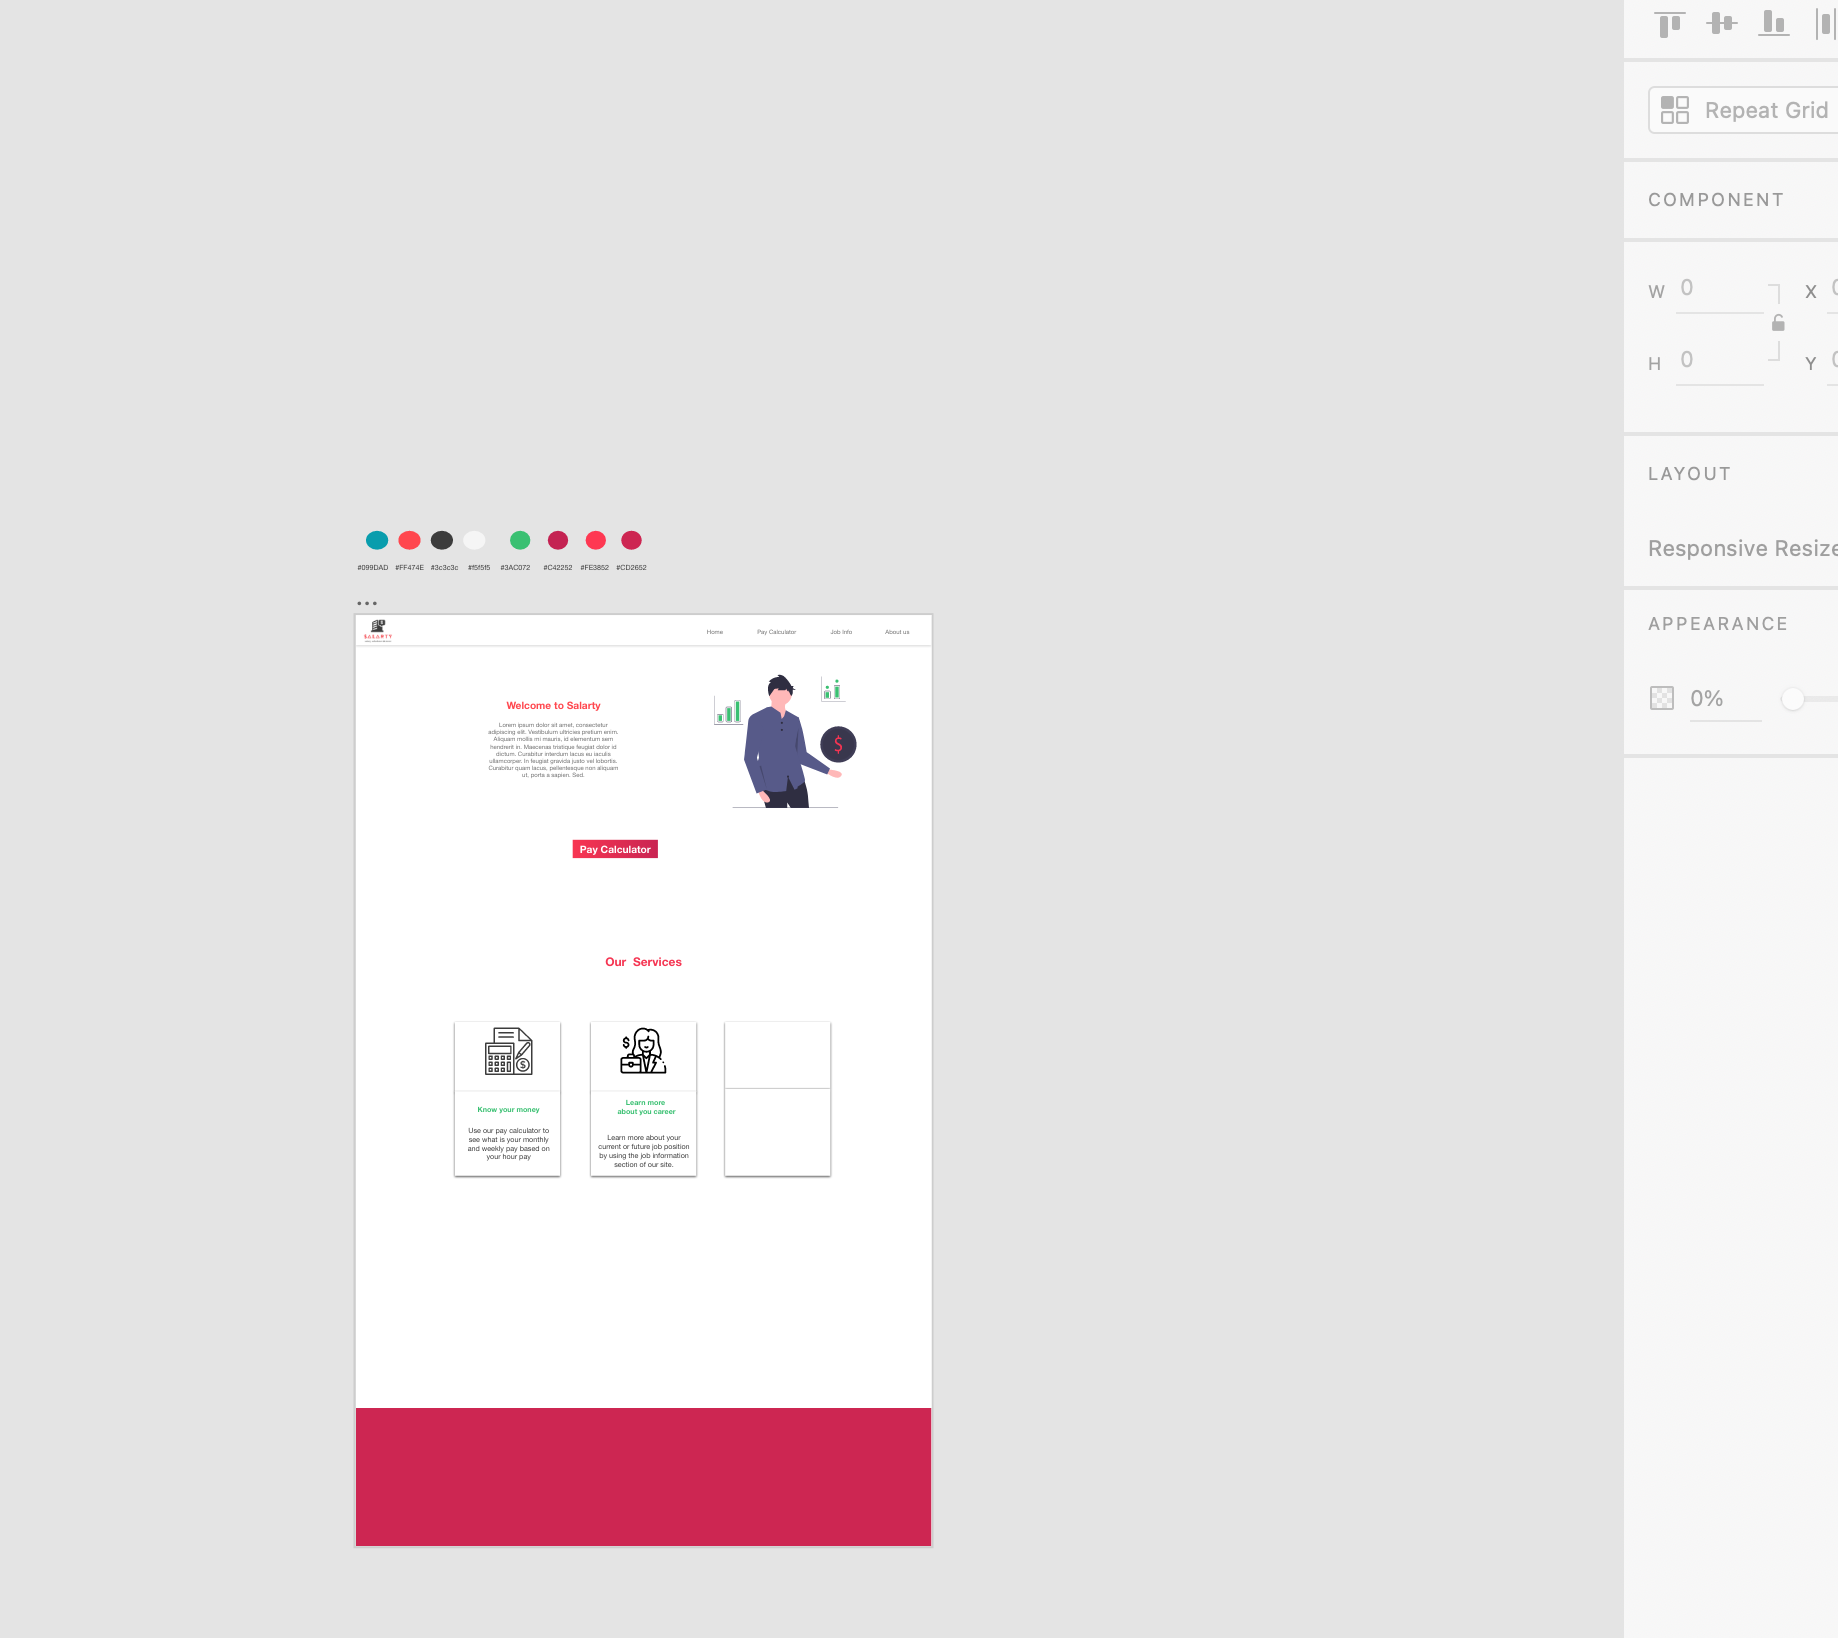 Repeat Grid
COMPONENT
W 0 X
H 0 Y
LAYOUT
Responsive Resize
APPEARANCE
0%
#099DAD #FF474E #3c3c3c #f5f5f5 #3AC072 #C42252 #FE3852 #CD2652
SALARTY
Home Pay Calculator Job Info About us
Welcome to Salarty
Lorem ipsum dolor sit amet, consectetur
adipiscing elit. Vestibulum ultricies pretium enim.
Aliquam mollis mi mauris, id elementum sem
hendrerit in. Maecenas tristique feugiat dolor id
dictum. Curabitur interdum lacus eu iaculis
ullamcorper. In feugiat gravida justo vel lobortis.
Curabitur quam lacus, pellentesque non aliquam
ut, porta a sapien. Sed.
$
Pay Calculator
Our Services
$
$
Know your money
Use our pay calculator to
see what is your monthly
and weekly pay based on
your hour pay
Learn more
about you career
Learn more about your
current or future job position
by using the job information
section of our site.